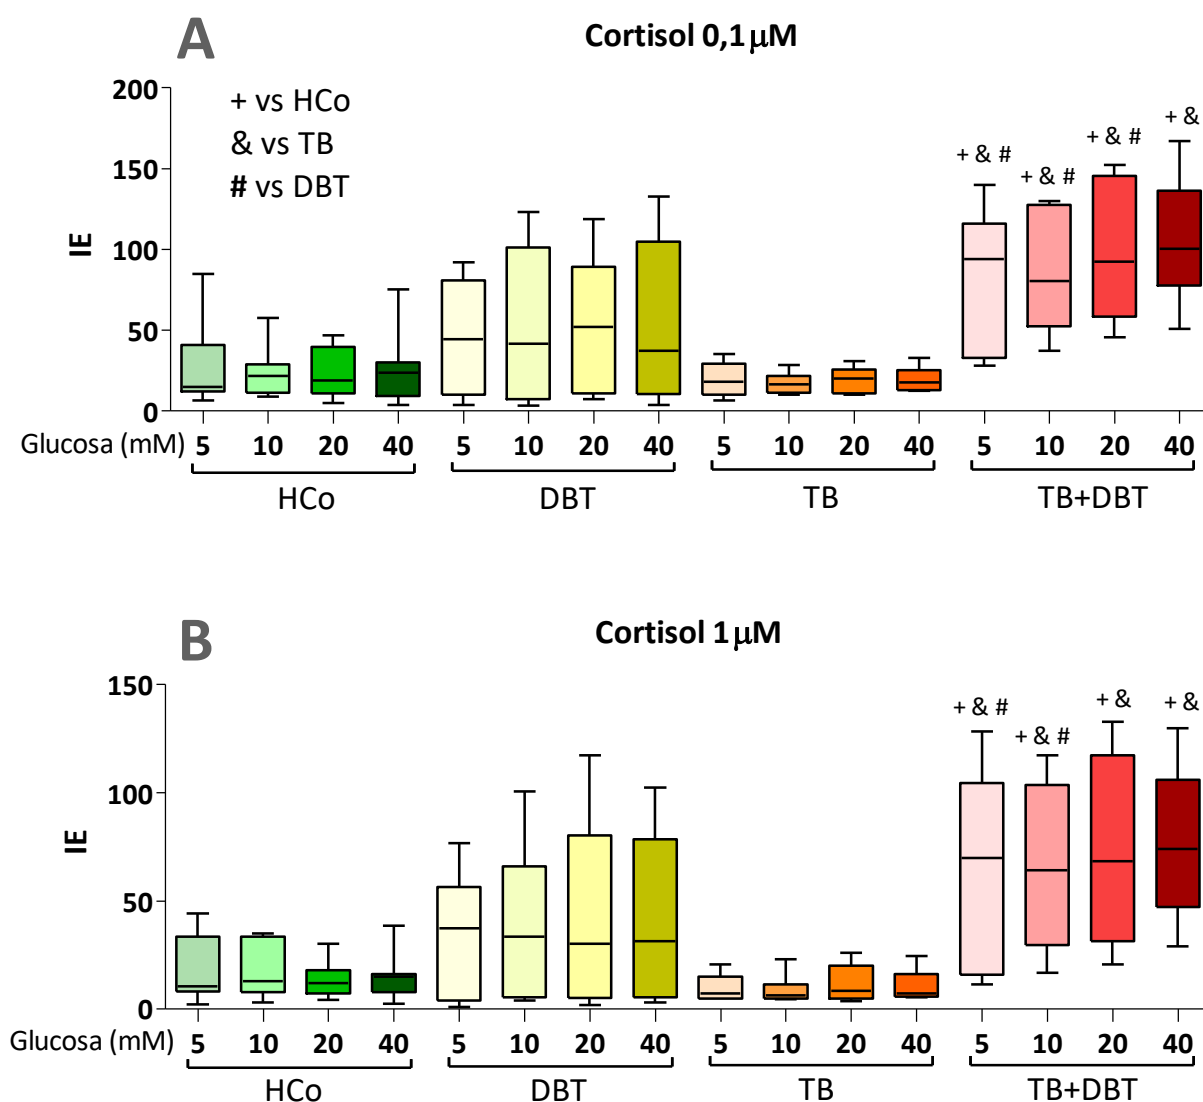 A
Cortisol 0,1 μM
+ vs HCo
& vs TB
# vs DBT
IE
200
150
100
50
0
+ & #
+ & #
+ & #
+ &
Glucosa (mM) 5 10 20 40 5 10 20 40 5 10 20 40 5 10 20 40
HCo DBT TB TB+DBT
B
Cortisol 1 μM
IE
150
100
50
0
+ & #
+ & #
+ &
+ &
Glucosa (mM) 5 10 20 40 5 10 20 40 5 10 20 40 5 10 20 40
HCo DBT TB TB+DBT